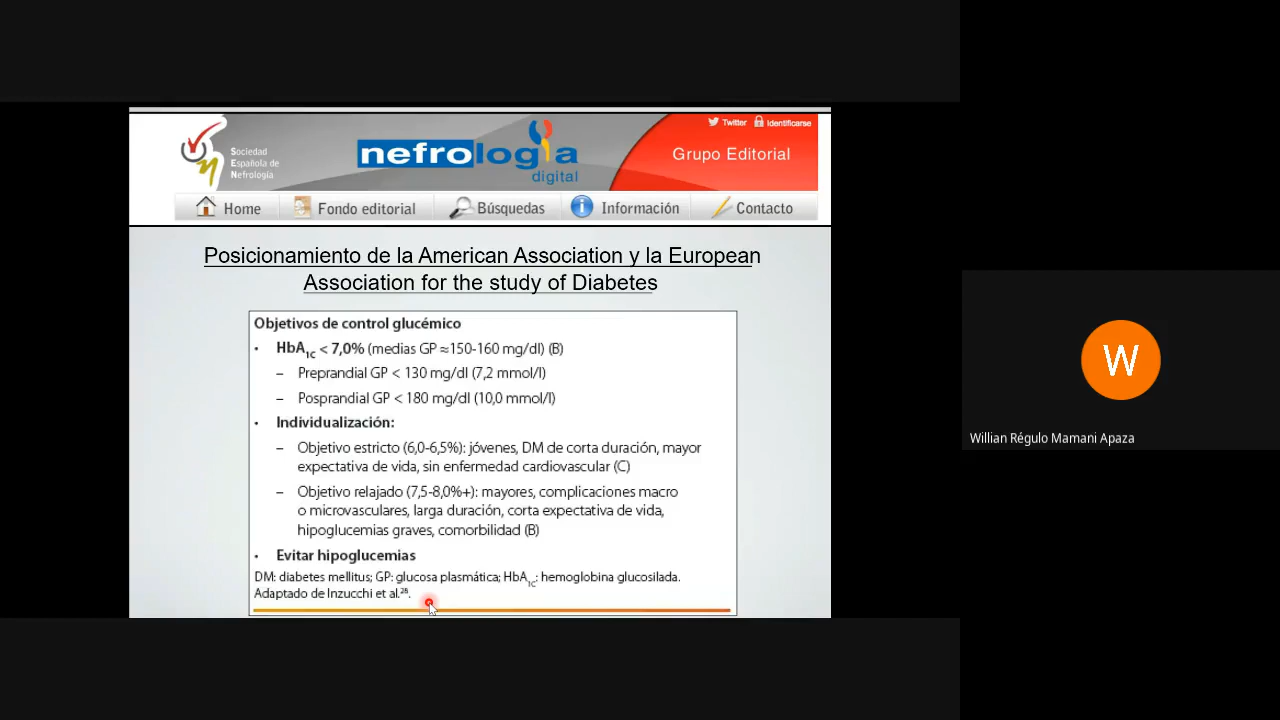 Twitter Identificarse
Sociedad
Española de
Nefrología
nefrología
digital
Grupo Editorial
Home Fondo editorial Búsquedas Información Contacto
Posicionamiento de la American Association y la European
Association for the study of Diabetes
Objetivos de control glucémico
• HbA1C < 7,0% (medias GP ≈150-160 mg/dl) (B)
– Preprandial GP < 130 mg/dl (7,2 mmol/l)
– Posprandial GP < 180 mg/dl (10,0 mmol/l)
• Individualización:
– Objetivo estricto (6,0-6,5%): jóvenes, DM de corta duración, mayor
expectativa de vida, sin enfermedad cardiovascular (C)
– Objetivo relajado (7,5-8,0%+): mayores, complicaciones macro
o microvasculares, larga duración, corta expectativa de vida,
hipoglucemias graves, comorbilidad (B)
• Evitar hipoglucemias
DM: diabetes mellitus; GP: glucosa plasmática; HbA1C: hemoglobina glucosilada.
Adaptado de Inzucchi et al.28.
W
Willian Régulo Mamani Apaza